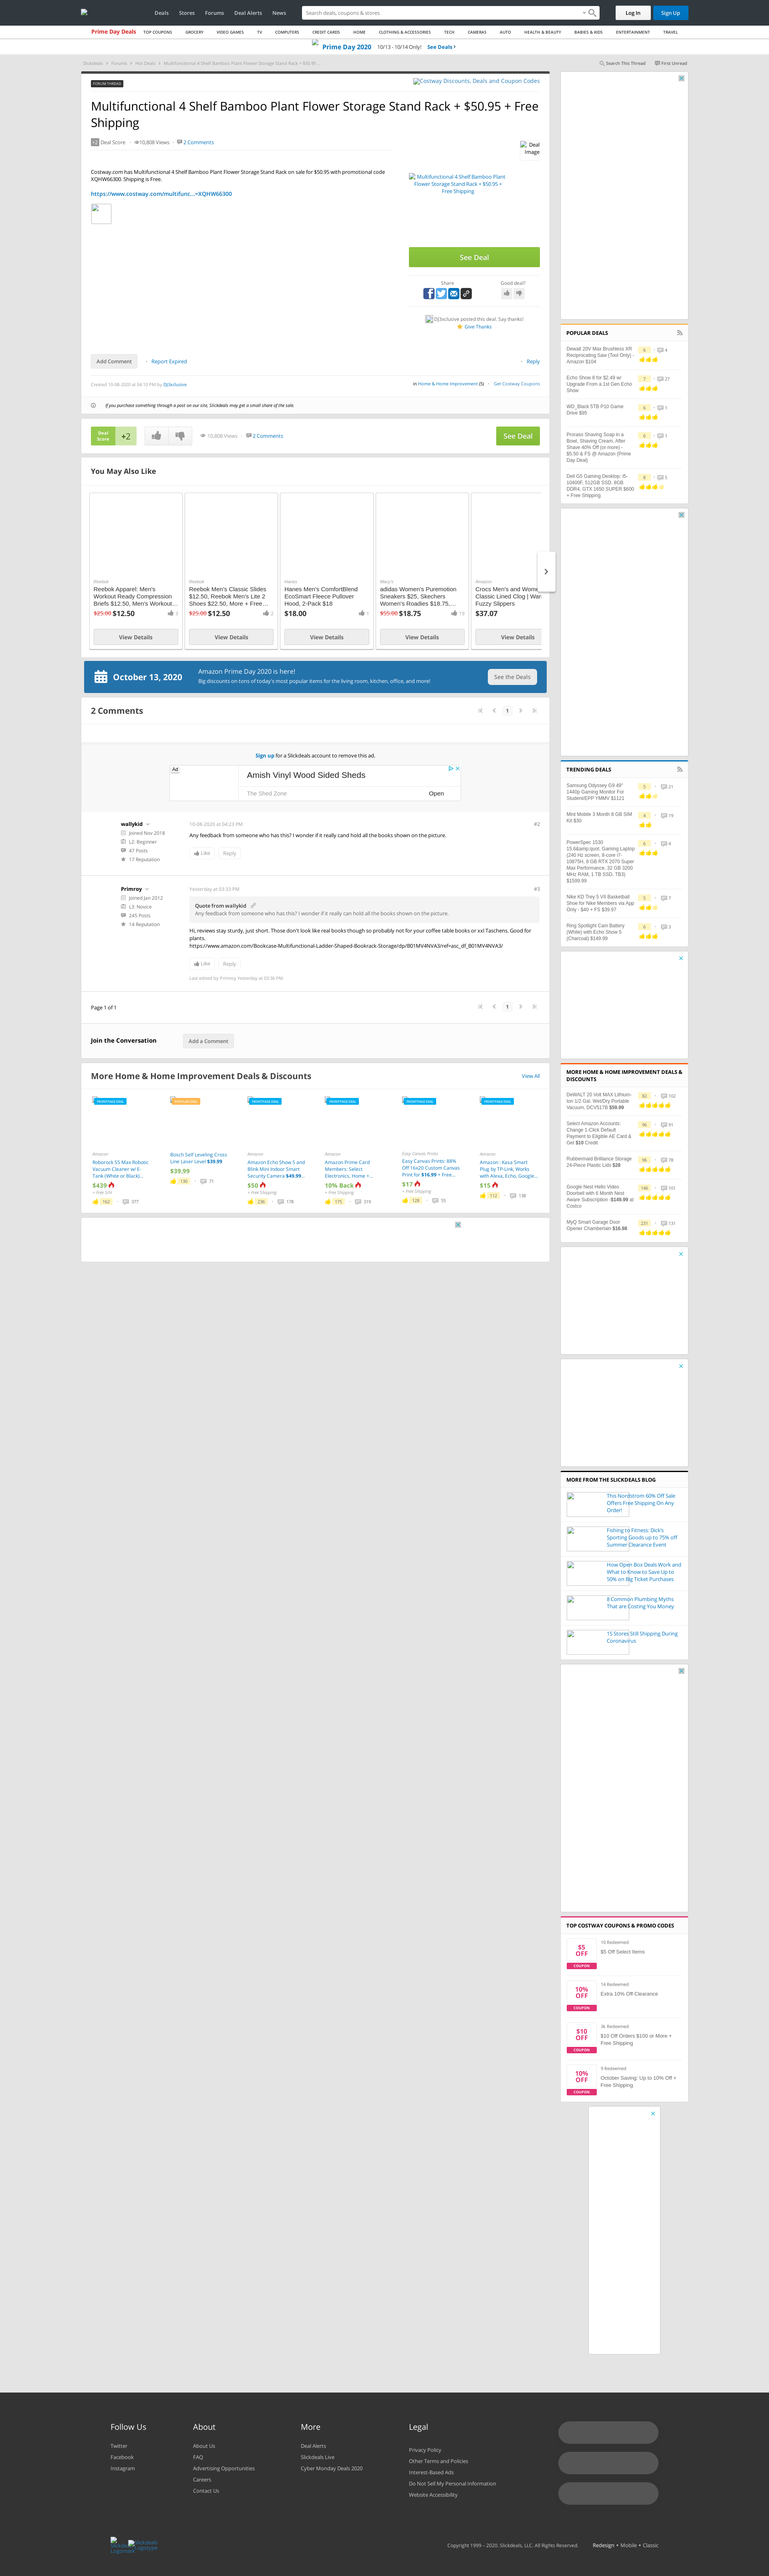 Deals
Stores
Forums
Deal Alerts
News
Search deals, coupons & stores
Log In
Sign Up
Prime Day Deals
TOP COUPONS
GROCERY
VIDEO GAMES
TV
COMPUTERS
CREDIT CARDS
HOME
CLOTHING & ACCESSORIES
TECH
CAMERAS
AUTO
HEALTH & BEAUTY
BABIES & KIDS
ENTERTAINMENT
TRAVEL
Prime Day 2020
10/13 - 10/14 Only!
See Deals
Slickdeals > Forums > Hot Deals > Multifunctional 4 Shelf Bamboo Plant Flower Storage Stand Rack + $50.95 ...
Search This Thread
First Unread
FORUM THREAD
Costway Discounts, Deals and Coupon Codes
Multifunctional 4 Shelf Bamboo Plant Flower Storage Stand Rack + $50.95 + Free
Shipping
+2 Deal Score
10,808 Views
2 Comments
Deal
Image
Costway.com has Multifunctional 4 Shelf Bamboo Plant Flower Storage Stand Rack on sale for $50.95 with promotional code
XQHW66300. Shipping is Free.
https://www.costway.com/multifunc...=XQHW66300
Multifunctional 4 Shelf Bamboo Plant
Flower Storage Stand Rack + $50.95 +
Free Shipping
See Deal
Share
Good deal?
DJ3xclusive posted this deal. Say thanks!
Give Thanks
Add Comment
Report Expired
Reply
Created 10-08-2020 at 04:10 PM by DJ3xclusive
in Home & Home Improvement (5)
Get Costway Coupons
If you purchase something through a post on our site, Slickdeals may get a small share of the sale.
Deal
Score
+2
10,808 Views
2 Comments
See Deal
You May Also Like
Reebok
Reebok Apparel: Men's
Workout Ready Compression
Briefs $12.50, Men's Workout...
$25.00 $12.50
3
View Details
Reebok
Reebok Men's Classic Slides
$12.50, Reebok Men's Lite 2
Shoes $22.50, More + Free...
$25.00 $12.50
2
View Details
Hanes
Hanes Men's ComfortBlend
EcoSmart Fleece Pullover
Hood, 2-Pack $18
$18.00
1
View Details
Macy's
adidas Women's Puremotion
Sneakers $25, Skechers
Women's Roadies $18.75,...
$55.00 $18.75
19
View Details
Amazon
Crocs Men's and Wome
Classic Lined Clog | Warr
Fuzzy Slippers
$37.07
View Details
October 13, 2020
Amazon Prime Day 2020 is here!
Big discounts on tons of today's most popular items for the living room, kitchen, office, and more!
See the Deals
2 Comments
1
Sign up for a Slickdeals account to remove this ad.
Ad
Amish Vinyl Wood Sided Sheds
The Shed Zone
Open
wallykid
Joined Nov 2018
L2: Beginner
47 Posts
17 Reputation
10-08-2020 at 04:23 PM
#2
Any feedback from someone who has this? I wonder if it really cand hold all the books shown on the picture.
Like
Reply
Primroy
Joined Jan 2012
L3: Novice
245 Posts
14 Reputation
Yesterday at 03:33 PM
#3
Quote from wallykid
Any feedback from someone who has this? I wonder if it really can hold all the books shown on the picture.
Hi, reviews stay sturdy, just short. Those don't look like real books though so probably not for your coffee table books or xl Taschens. Good for
plants.
https://www.amazon.com/Bookcase-Multifunctional-Ladder-Shaped-Bookrack-Storage/dp/B01MV4NVA3/ref=asc_df_B01MV4NVA3/
Like
Reply
Last edited by Primroy Yesterday at 03:36 PM
Page 1 of 1
1
Join the Conversation
Add a Comment
More Home & Home Improvement Deals & Discounts
View All
FRONTPAGE DEAL
Amazon
Roborock S5 Max Robotic
Vacuum Cleaner w/ E-
Tank (White or Black)...
$439
+ Free S/H
162
377
Bosch Self Leveling Cross
Line Laser Level $39.99
$39.99
136
71
FRONTPAGE DEAL
Amazon
Amazon Echo Show 5 and
Blink Mini Indoor Smart
Security Camera $49.99...
$50
+ Free Shipping
236
178
FRONTPAGE DEAL
Amazon
Amazon Prime Card
Members: Select
Electronics, Home +...
10% Back
+ Free Shipping
175
319
FRONTPAGE DEAL
Easy Canvas Prints
Easy Canvas Prints: 88%
Off 16x20 Custom Canvas
Print for $16.99 + Free...
$17
+ Free Shipping
128
FRONTPAGE DEAL
Amazon
Amazon : Kasa Smart
Plug by TP-Link, Works
with Alexa, Echo, Google...
$15
112
138
POPULAR DEALS
Dewalt 20V Max Brushless XR
Reciprocating Saw (Tool Only) -
Amazon $104
6
4
Echo Show 8 for $2.49 w/
Upgrade From a 1st Gen Echo
Show
7
27
WD_Black 5TB P10 Game
Drive $95
6
1
Proraso Shaving Soap in a
Bowl, Shaving Cream, After
Shave 40% Off (or more) -
$5.50 & FS @ Amazon (Prime
Day Deal)
6
1
Dell G5 Gaming Desktop: i5-
10400F, 512GB SSD, 8GB
DDR4, GTX 1650 SUPER $600
+ Free Shipping
5
TRENDING DEALS
Samsung Odyssey G9 49"
1440p Gaming Monitor For
Student/EPP YMMV $1121
21
Mint Mobile 3 Month 8 GB SIM
Kit $30
4
19
PowerSpec 1530
15.6&amp;quot; Gaming Laptop
(240 Hz screen, 8-core i7-
10875H, 8 GB RTX 2070 Super
Max Performance, 32 GB 3200
MHz RAM, 1 TB SSD, TB3)
$1599.99
6
4
Nike KD Trey 5 VII Basketball
Shoe for Nike Members via App
Only - $40 + FS $39.97
5
7
Ring Spotlight Cam Battery
(White) with Echo Show 5
(Charcoal) $149.99
6
3
MORE HOME & HOME IMPROVEMENT DEALS &
DISCOUNTS
DeWALT 20 Volt MAX Lithium-
Ion 1/2 Gal. Wet/Dry Portable
Vacuum, DCV517B $59.99
92
102
Select Amazon Accounts:
Change 1-Click Default
Payment to Eligible AE Card &
Get $10 Credit
96
91
Rubbermaid Brilliance Storage
24-Piece Plastic Lids $28
96
78
Google Nest Hello Video
Doorbell with 6 Month Nest
Aware Subscription -$149.99 at
Costco
146
101
MyQ Smart Garage Door
Opener Chamberlain $16.98
231
131
MORE FROM THE SLICKDEALS BLOG
This Nordstrom 60% Off Sale
Offers Free Shipping On Any
Order!
Fishing to Fitness: Dick's
Sporting Goods up to 75% off
Summer Clearance Event
How Open Box Deals Work and
What to Know to Save Up to
50% on Big Ticket Purchases
8 Common Plumbing Myths
That are Costing You Money
15 Stores Still Shipping During
Coronavirus
TOP COSTWAY COUPONS & PROMO CODES
$5
OFF
COUPON
10 Redeemed
$5 Off Select Items
10%
OFF
COUPON
14 Redeemed
Extra 10% Off Clearance
$10
OFF
COUPON
36 Redeemed
$10 Off Orders $100 or More +
Free Shipping
10%
OFF
COUPON
9 Redeemed
October Saving: Up to 10% Off +
Free Shipping
Follow Us
Twitter
Facebook
Instagram
About
About Us
FAQ
Advertising Opportunities
Careers
Contact Us
More
Deal Alerts
Slickdeals Live
Cyber Monday Deals 2020
Legal
Privacy Policy
Other Terms and Policies
Interest-Based Ads
Do Not Sell My Personal Information
Website Accessibility
Slickdeals
Logomark
Slickdeals
Logotype
Copyright 1999 – 2020. Slickdeals, LLC. All Rights Reserved.
Redesign • Mobile • Classic